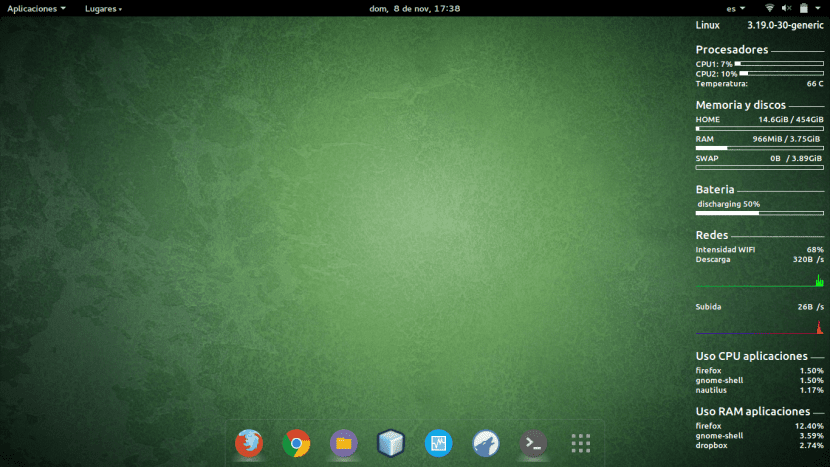 Aplicaciones Lugares dom, 8 de nov, 17:38 es
Linux 3.19.0-30-generic
Procesadores
CPU1: 7%
CPU2: 10%
Temperatura: 66 C
Memoria y discos
HOME 14.6GiB / 454GiB
RAM 966MiB / 3.75GiB
SWAP 0B / 3.89GiB
Bateria
discharging 50%
Redes
Intensidad WIFI 68%
Descarga 320B /s
Subida 26B /s
Uso CPU aplicaciones
firefox 1.50%
gnome-shell 1.50%
nautilus 1.17%
Uso RAM aplicaciones
firefox 12.40%
gnome-shell 3.59%
dropbox 2.74%